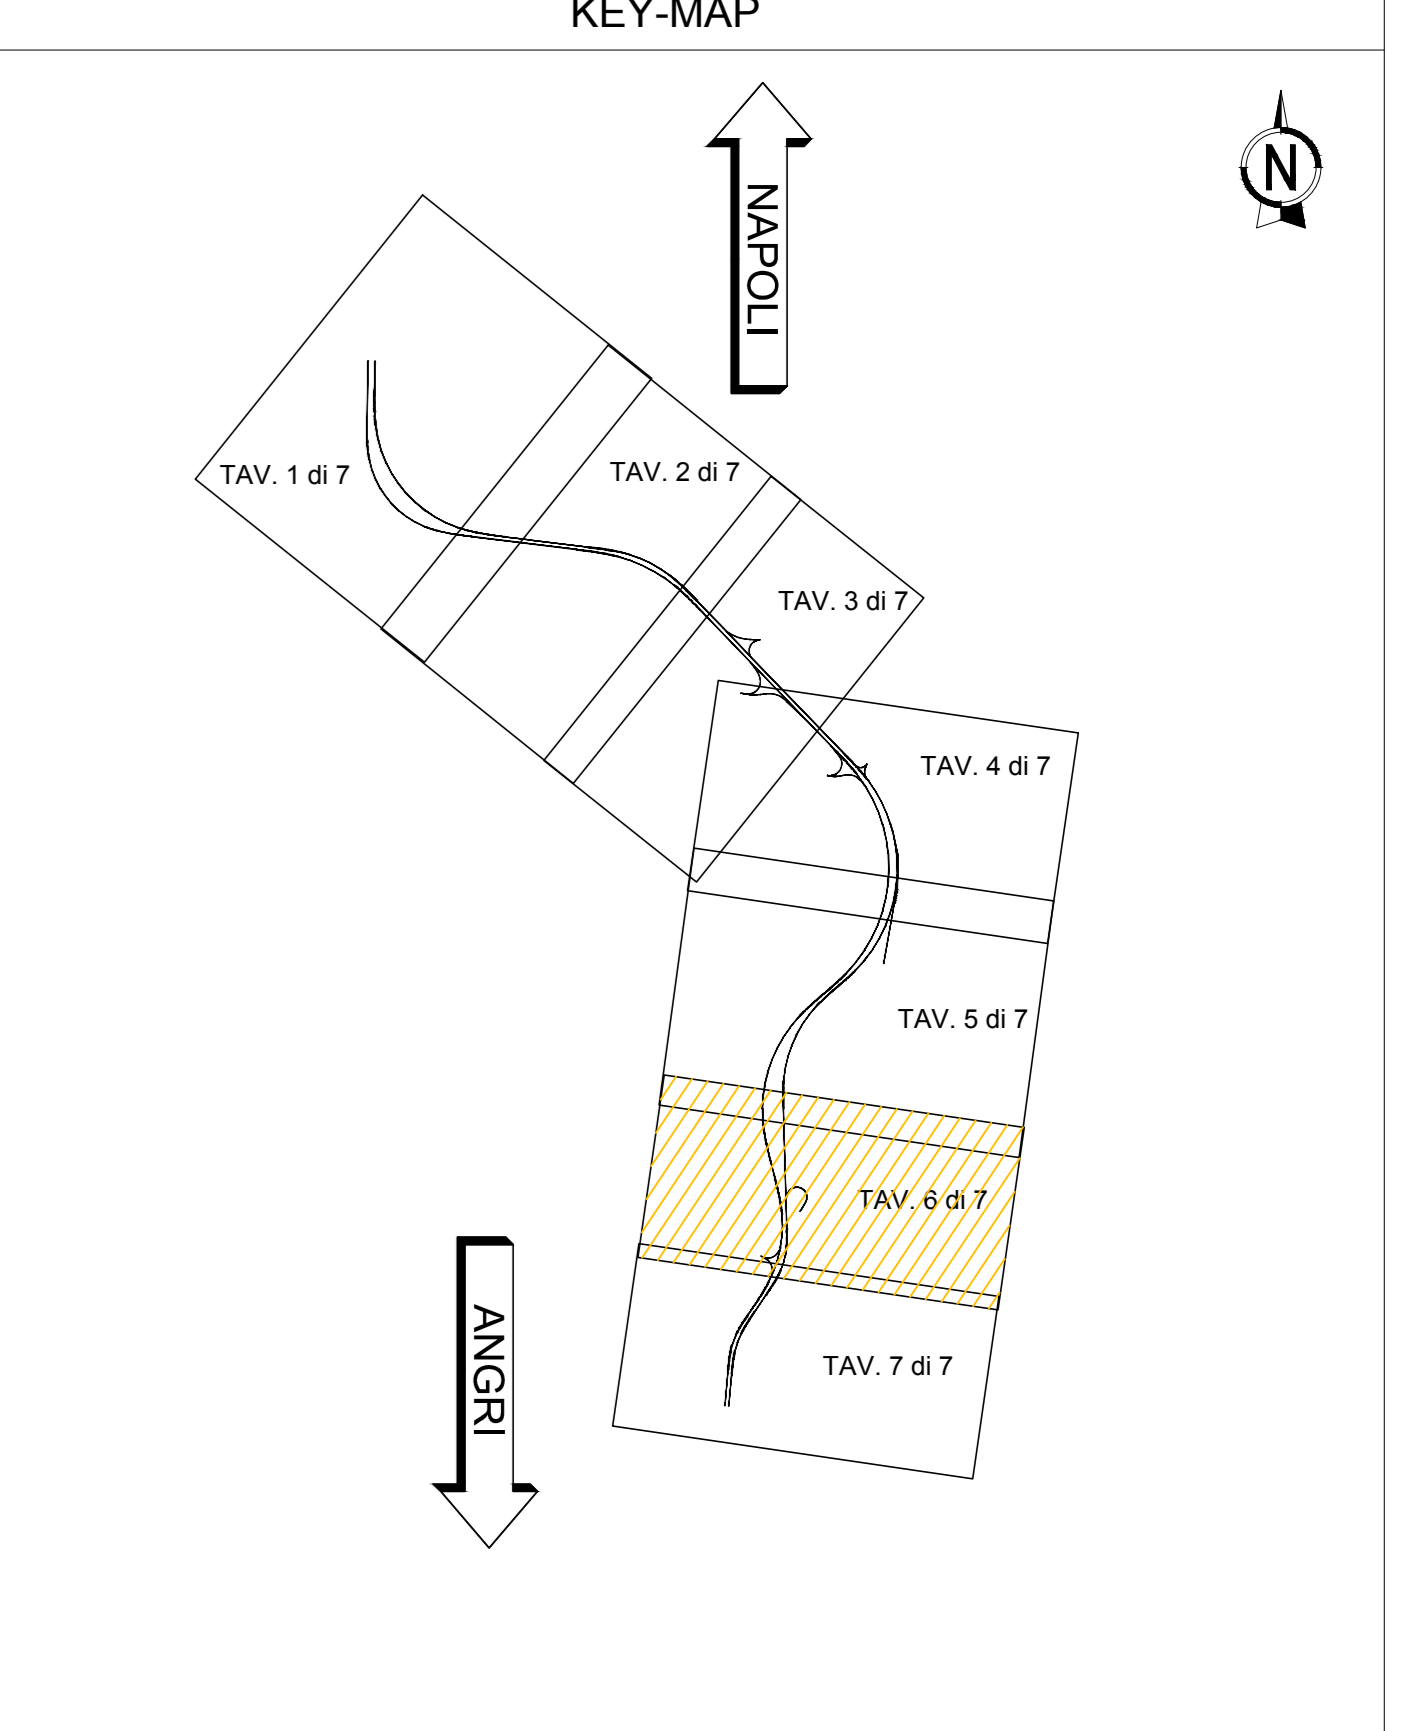 KEY-MAP
N
NAPOLI
TAV. 1 di 7
TAV. 2 di 7
TAV. 3 di 7
TAV. 4 di 7
TAV. 5 di 7
TAV. 6 di 7
TAV. 7 di 7
ANGRI